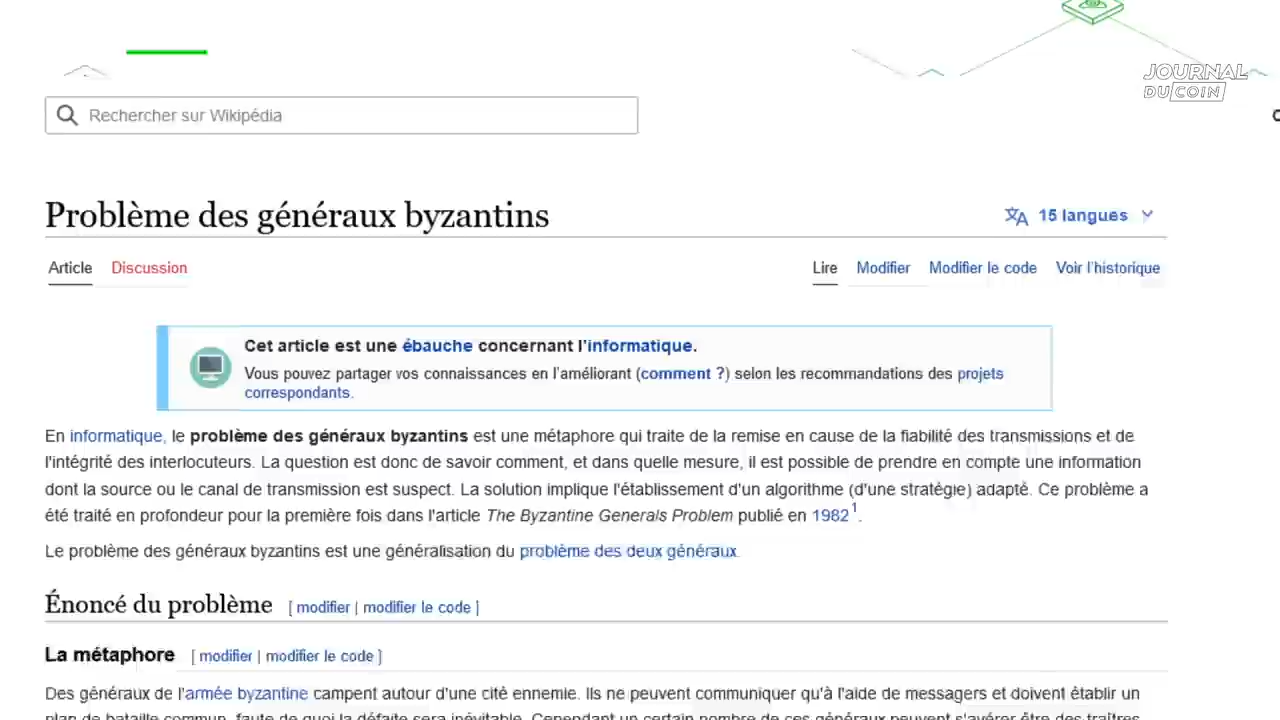 JOURNAL
DU COIN
Rechercher sur Wikipédia
Problème des généraux byzantins
15 langues
Article Discussion
Lire Modifier Modifier le code Voir l'historique
Cet article est une ébauche concernant l'informatique.
Vous pouvez partager vos connaissances en l'améliorant (comment ?) selon les recommandations des projets
correspondants.
En informatique, le problème des généraux byzantins est une métaphore qui traite de la remise en cause de la fiabilité des transmissions et de
l'intégrité des interlocuteurs. La question est donc de savoir comment, et dans quelle mesure, il est possible de prendre en compte une information
dont la source ou le canal de transmission est suspect. La solution implique l'établissement d'un algorithme (d'une stratégie) adapté. Ce problème a
été traité en profondeur pour la première fois dans l'article The Byzantine Generals Problem publié en 1982¹.
Le problème des généraux byzantins est une généralisation du problème des deux généraux.
Énoncé du problème [ modifier | modifier le code ]
La métaphore [ modifier | modifier le code ]
Des généraux de l'armée byzantine campent autour d'une cité ennemie. Ils ne peuvent communiquer qu'à l'aide de messagers et doivent établir un
plan de bataille commun, faute de quoi la défaite sera inévitable. Cependant un certain nombre de ces généraux peuvent s'avérer être des traîtres